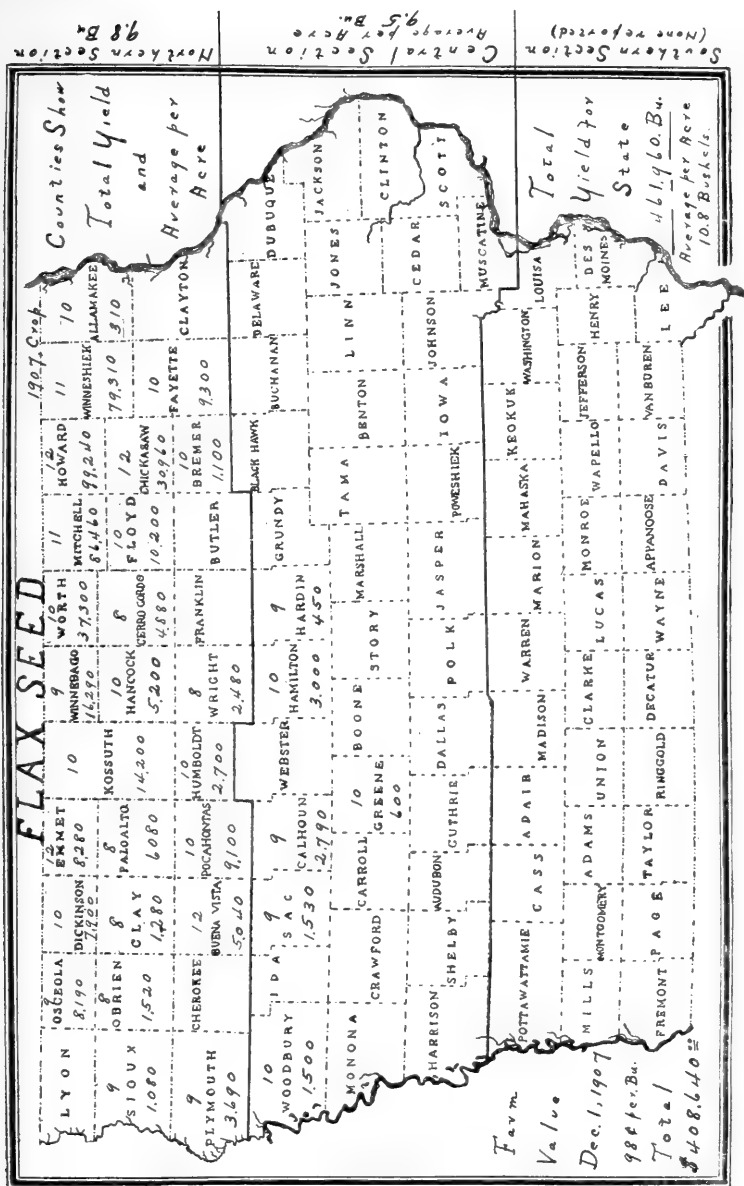 FLAX SEED
1907. Crop
Northern Section
9.8 Bu
Central Section
Average per Acre
9.5 Bu.
Southern Section
(None reported)
Counties Show
Total Yield
and
Average per
Acre
LYON
9
OSCEOLA
8,190
10
DICKINSON
7,900
12
EMMET
8,280
10
KOSSUTH
14,200
9
WINNEBAGO
16,290
10
WORTH
37,300
11
MITCHELL
86,460
12
HOWARD
99,240
11
WINNESHIEK
79,310
10
ALLAMAKEE
310
9
SIOUX
1,080
8
OBRIEN
1,520
8
CLAY
1,280
8
PALOALTO
6080
10
HANCOCK
5,200
8
CERRO GORDO
4,880
10
FLOYD
10,200
12
CHICKASAW
30,960
10
FAYETTE
9,300
CLAYTON
9
PLYMOUTH
3,690
CHEROKEE
12
BUENA VISTA
5,040
10
POCAHONTAS
9,100
10
HUMBOLDT
2,700
8
WRIGHT
2,480
FRANKLIN
BUTLER
10
BREMER
1,100
10
WOODBURY
1,500
IDA
9
SAC
1,530
9
CALHOUN
2,790
WEBSTER
10
HAMILTON
3,000
9
HARDIN
450
GRUNDY
BLACK HAWK
BUCHANAN
DELAWARE
DUBUQUE
MONONA
CRAWFORD
CARROLL
10
GREENE
600
BOONE
STORY
MARSHALL
TAMA
BENTON
LINN
JONES
JACKSON
CLINTON
HARRISON
SHELBY
AUDUBON
GUTHRIE
DALLAS
POLK
JASPER
POWESHIEK
IOWA
JOHNSON
CEDAR
SCOTT
MUSCATINE
POTTAWATTAMIE
CASS
ADAIR
MADISON
WARREN
MARION
MAHASKA
KEOKUK
WASHINGTON
LOUISA
MILLS
MONTGOMERY
ADAMS
UNION
CLARKE
LUCAS
MONROE
WAPELLO
JEFFERSON
HENRY
DES
MOINES
FREMONT
PAGE
TAYLOR
RINGGOLD
DECATUR
WAYNE
APPANOOSE
DAVIS
VAN BUREN
LEE
Farm
Value
Dec. 1, 1907
98¢ per. Bu.
Total
$408,640.00
Total
Yield for
State
461,960. Bu.
Average per Acre
10.8 Bushels.